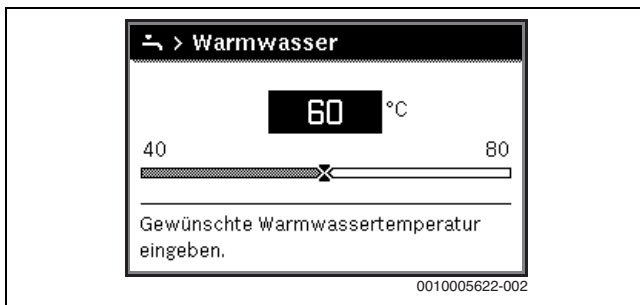 > Warmwasser
60 °C
40 80
Gewünschte Warmwassertemperatur
eingeben.
0010005622-002